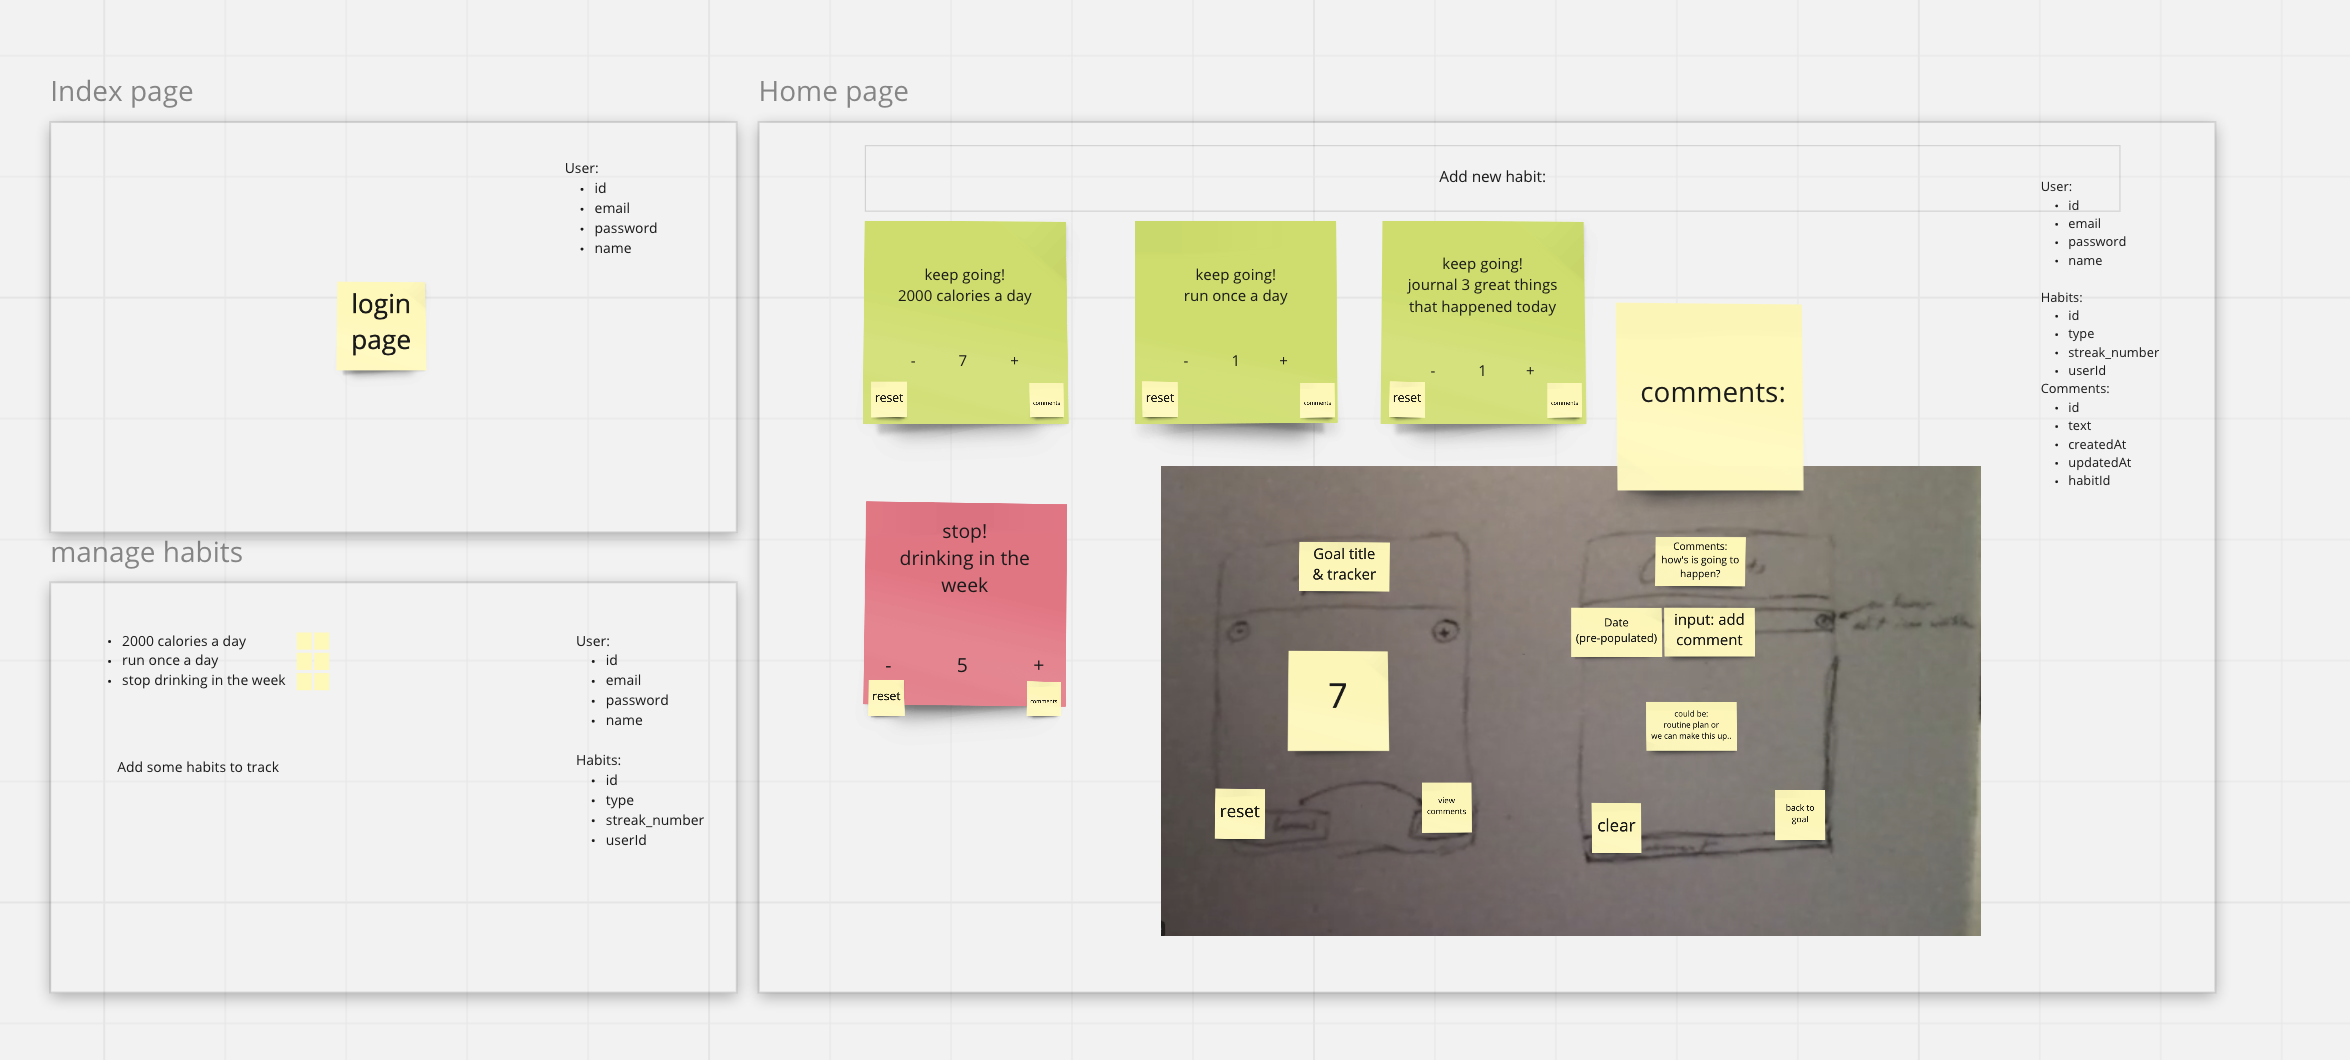 Index page
login
page
User:
• id
• email
• password
• name
manage habits
• 2000 calories a day
• run once a day
• stop drinking in the week
Add some habits to track
User:
• id
• email
• password
• name
Habits:
• id
• type
• streak_number
• userId
Home page
Add new habit:
keep going!
2000 calories a day
- 7 +
reset
comments
keep going!
run once a day
- 1 +
reset
comments
keep going!
journal 3 great things
that happened today
- 1 +
reset
comments
comments:
stop!
drinking in the
week
- 5 +
reset
comments
Goal title
& tracker
7
reset
view
comments
Comments:
how's is going to
happen?
Date
(pre-populated)
input: add
comment
could be:
routine plan or
we can make this up..
clear
back to
goal
User:
• id
• email
• password
• name
Habits:
• id
• type
• streak_number
• userId
Comments:
• id
• text
• createdAt
• updatedAt
• habitId